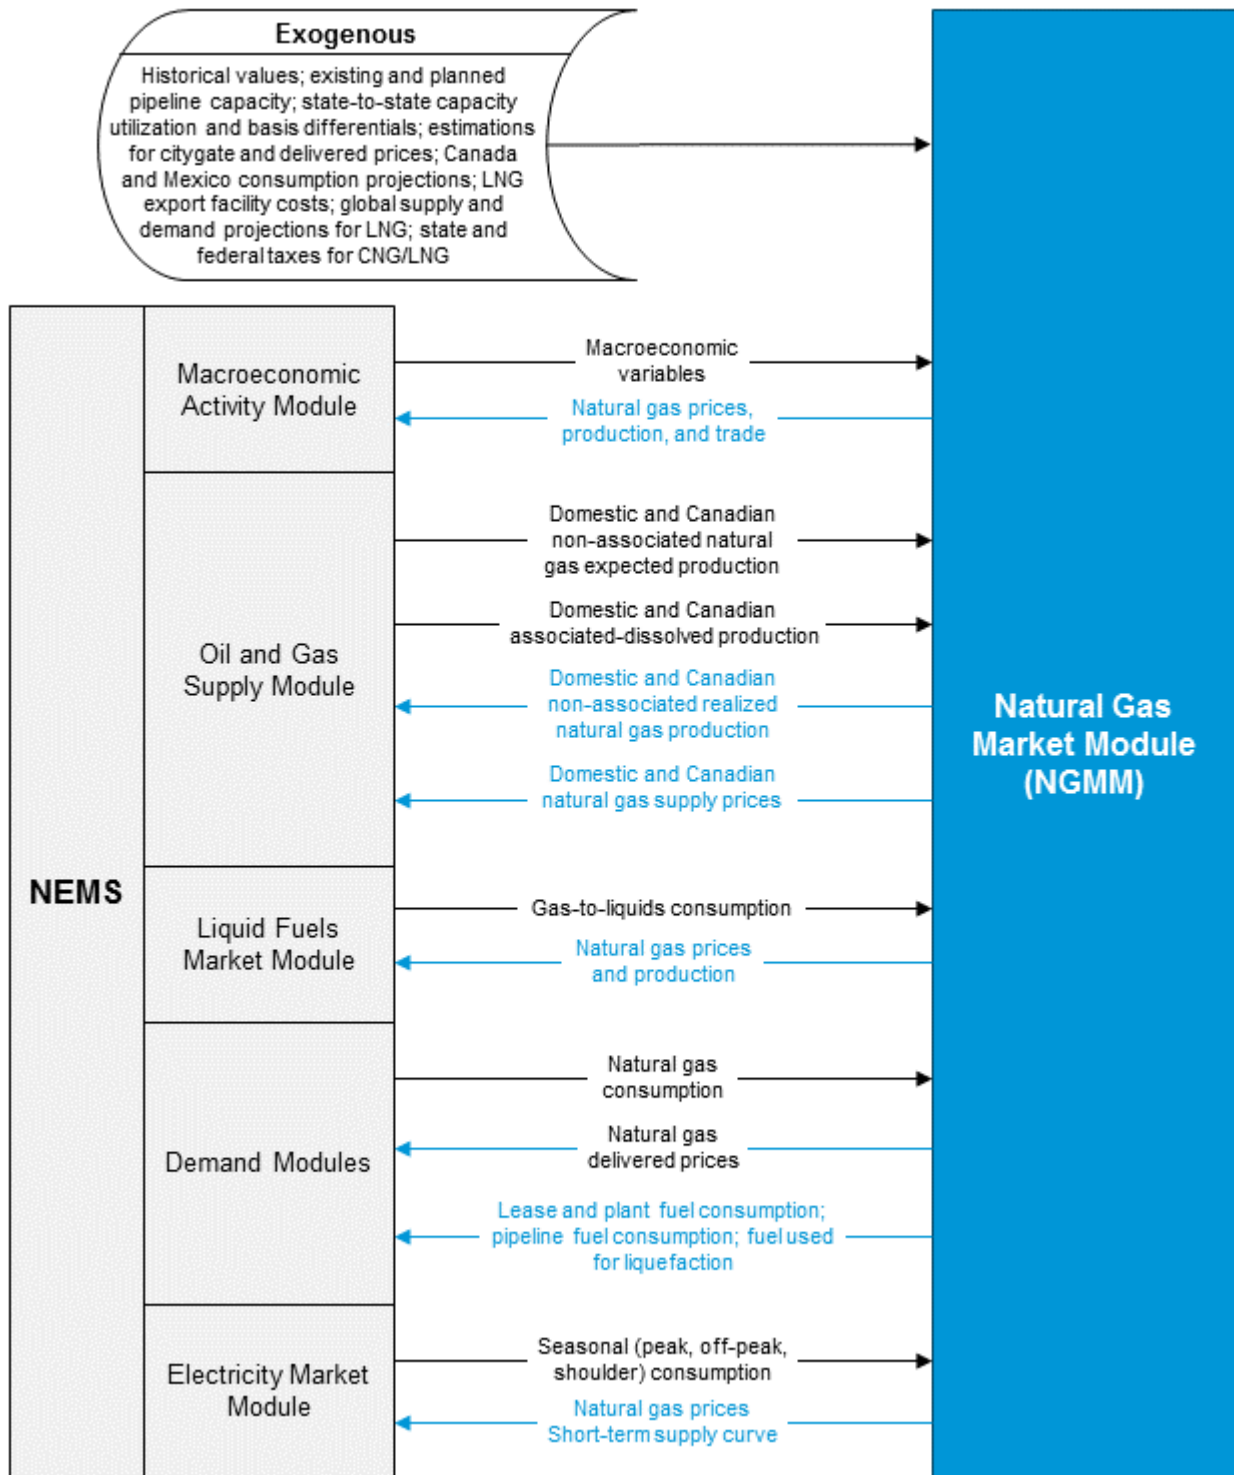 Exogenous
Historical values; existing and planned
pipeline capacity; state-to-state capacity
utilization and basis differentials; estimations
for citygate and delivered prices; Canada
and Mexico consumption projections; LNG
export facility costs; global supply and
demand projections for LNG; state and
federal taxes for CNG/LNG
NEMS
Macroeconomic
Activity Module
Macroeconomic
variables
Natural gas prices,
production, and trade
Oil and Gas
Supply Module
Domestic and Canadian
non-associated natural
gas expected production
Domestic and Canadian
associated-dissolved production
Domestic and Canadian
non-associated realized
natural gas production
Domestic and Canadian
natural gas supply prices
Liquid Fuels
Market Module
Gas-to-liquids consumption
Natural gas prices
and production
Demand Modules
Natural gas
consumption
Natural gas
delivered prices
Lease and plant fuel consumption;
pipeline fuel consumption; fuel used
for liquefaction
Electricity Market
Module
Seasonal (peak, off-peak,
shoulder) consumption
Natural gas prices
Short-term supply curve
Natural Gas
Market Module
(NGMM)